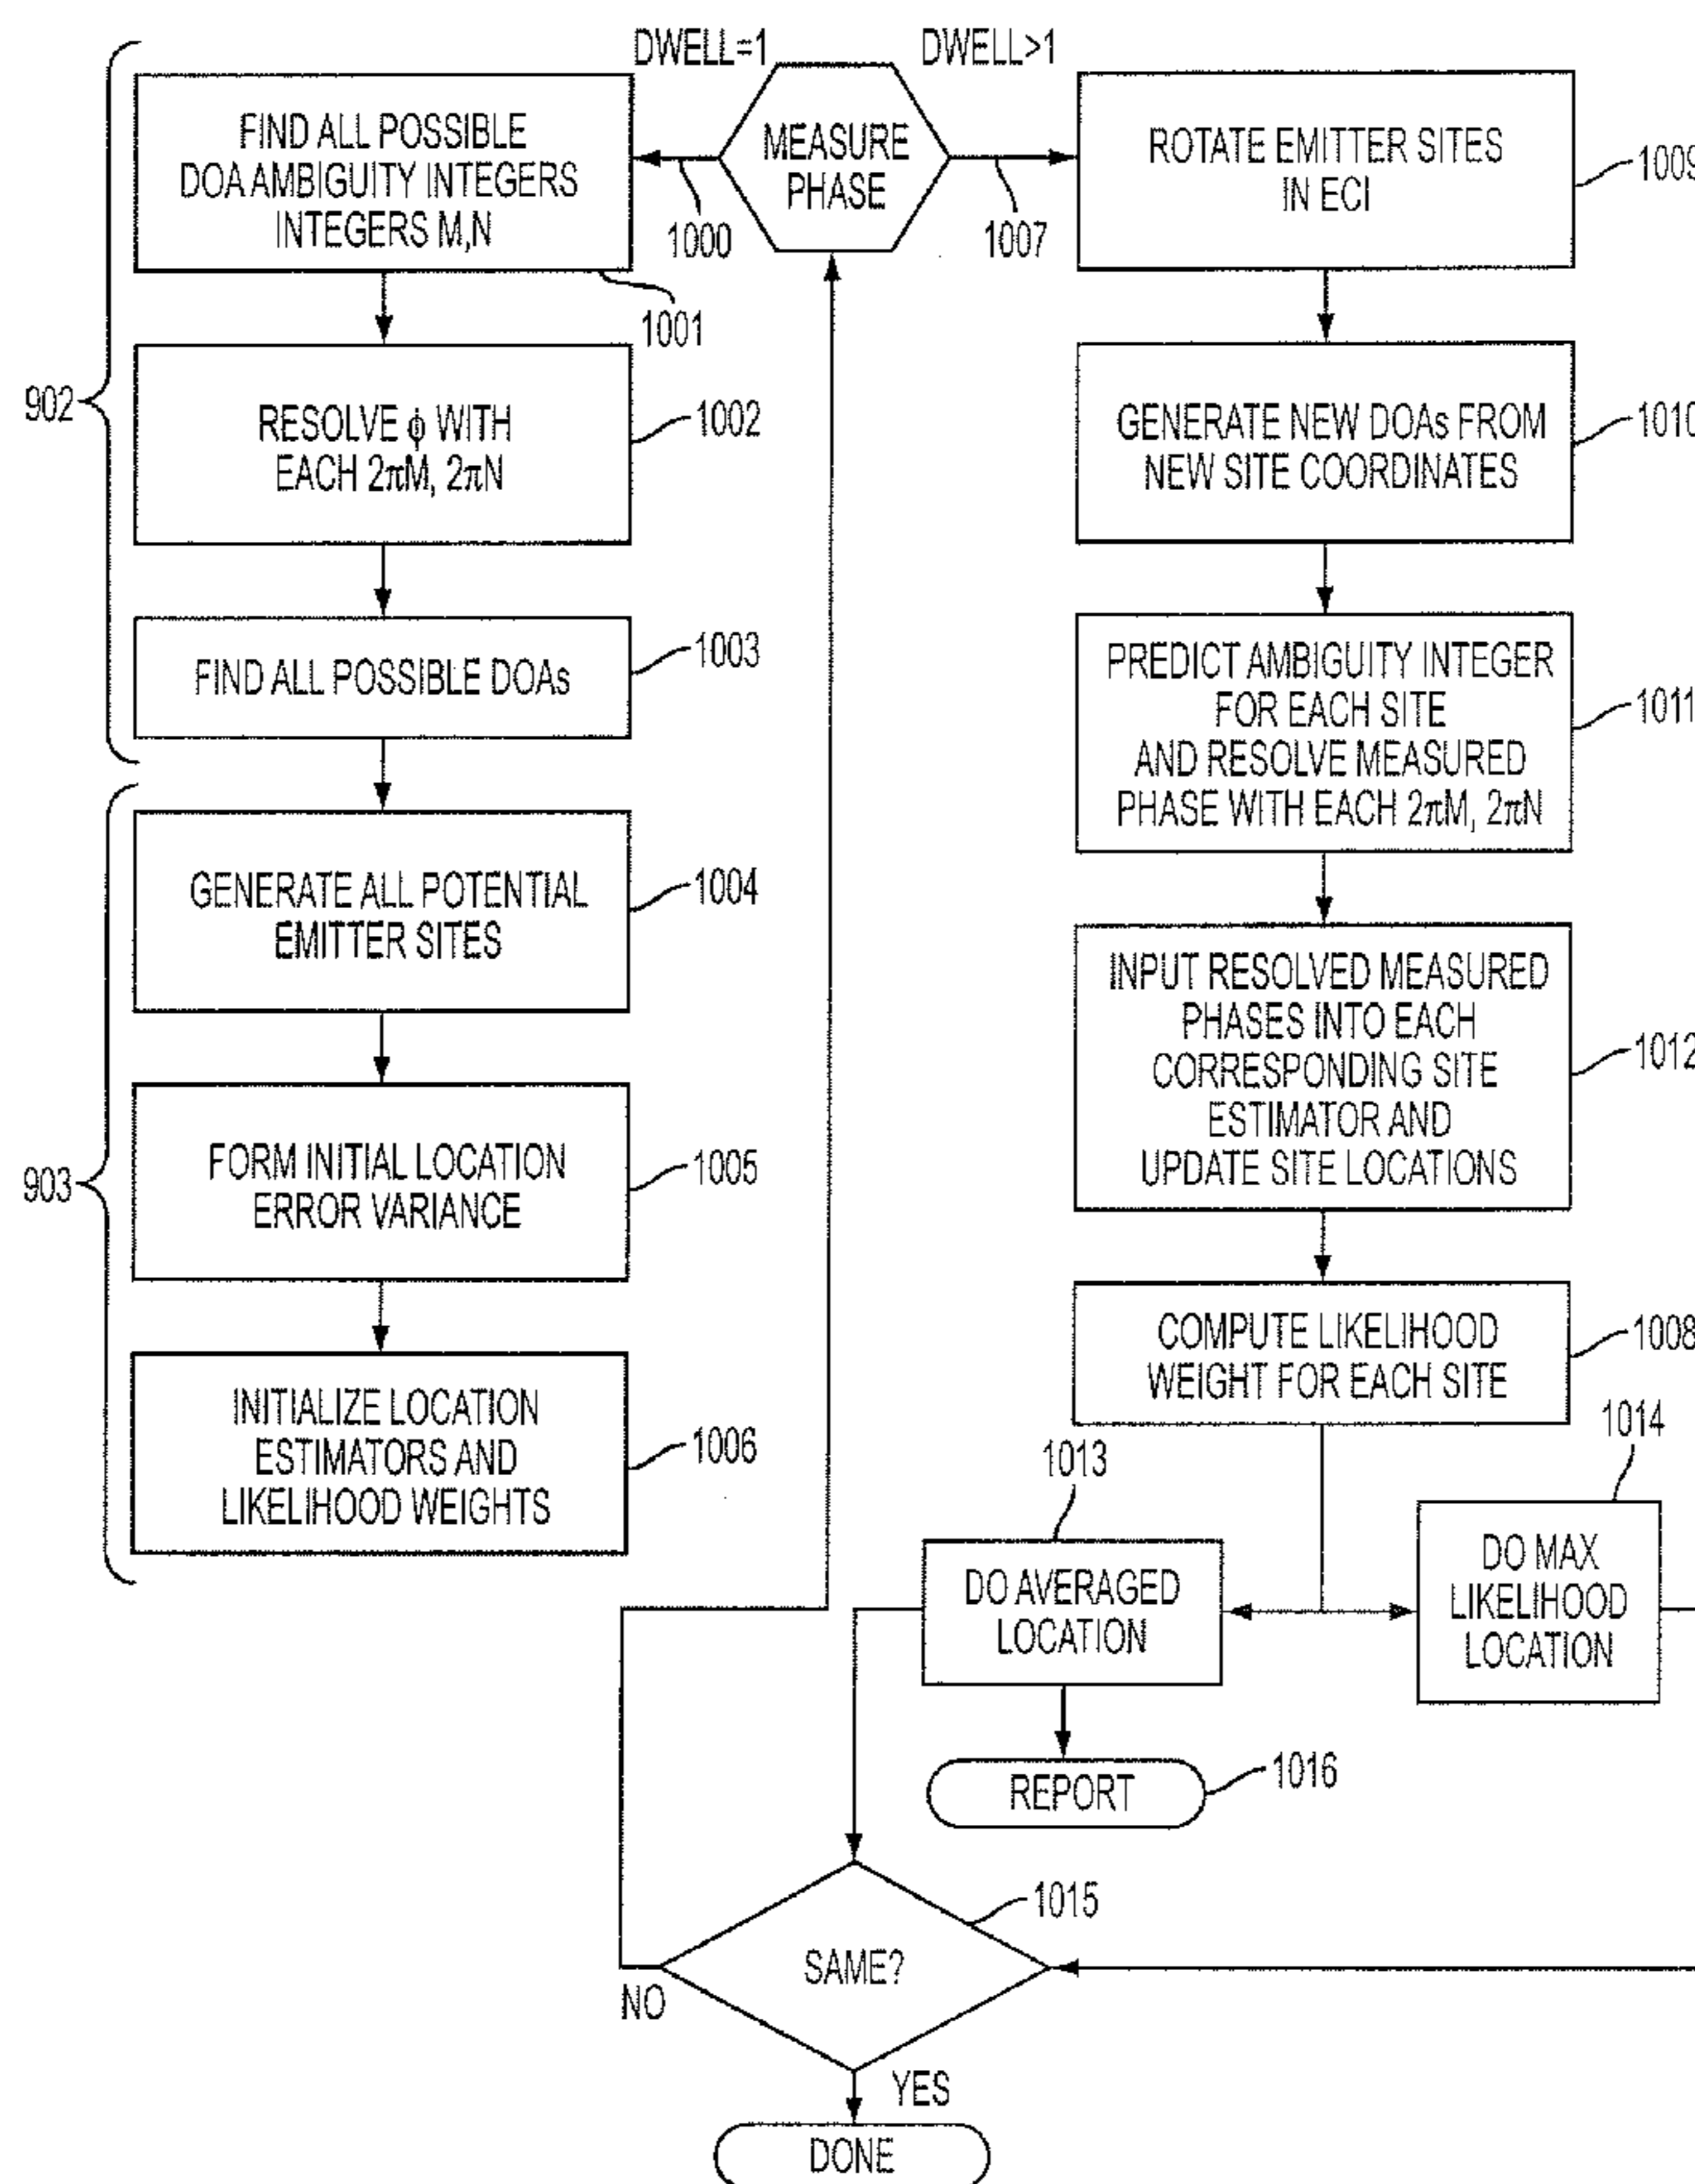 DWELL=1
DWELL>1
MEASURE
PHASE
1000
1007
902
FIND ALL POSSIBLE
DOA AMBIGUITY INTEGERS
INTEGERS M,N
1001
RESOLVE ϕ WITH
EACH 2πM, 2πN
1002
FIND ALL POSSIBLE DOAs
1003
903
GENERATE ALL POTENTIAL
EMITTER SITES
1004
FORM INITIAL LOCATION
ERROR VARIANCE
1005
INITIALIZE LOCATION
ESTIMATORS AND
LIKELIHOOD WEIGHTS
1006
ROTATE EMITTER SITES
IN ECI
1009
GENERATE NEW DOAs FROM
NEW SITE COORDINATES
1010
PREDICT AMBIGUITY INTEGER
FOR EACH SITE
AND RESOLVE MEASURED
PHASE WITH EACH 2πM, 2πN
1011
INPUT RESOLVED MEASURED
PHASES INTO EACH
CORRESPONDING SITE
ESTIMATOR AND
UPDATE SITE LOCATIONS
1012
COMPUTE LIKELIHOOD
WEIGHT FOR EACH SITE
1008
1013
DO AVERAGED
LOCATION
1014
DO MAX
LIKELIHOOD
LOCATION
REPORT
1016
SAME?
1015
NO
YES
DONE